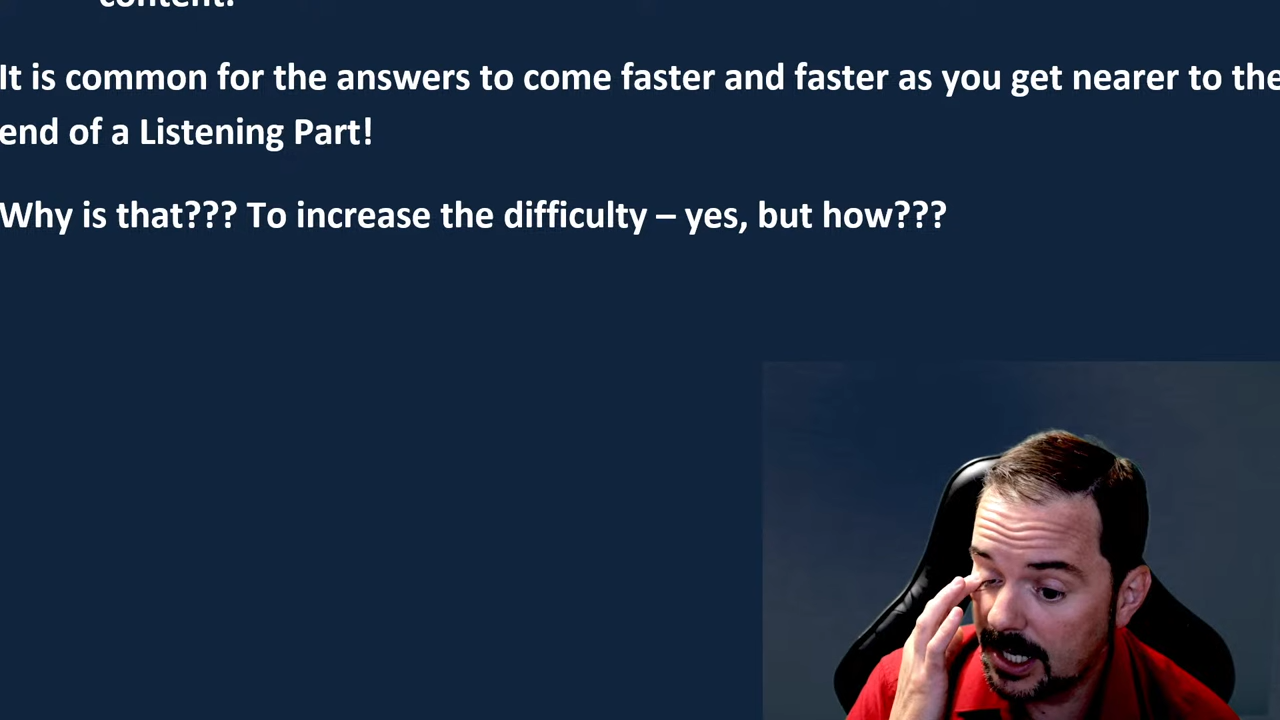 content.
It is common for the answers to come faster and faster as you get nearer to the
end of a Listening Part!
Why is that??? To increase the difficulty – yes, but how???